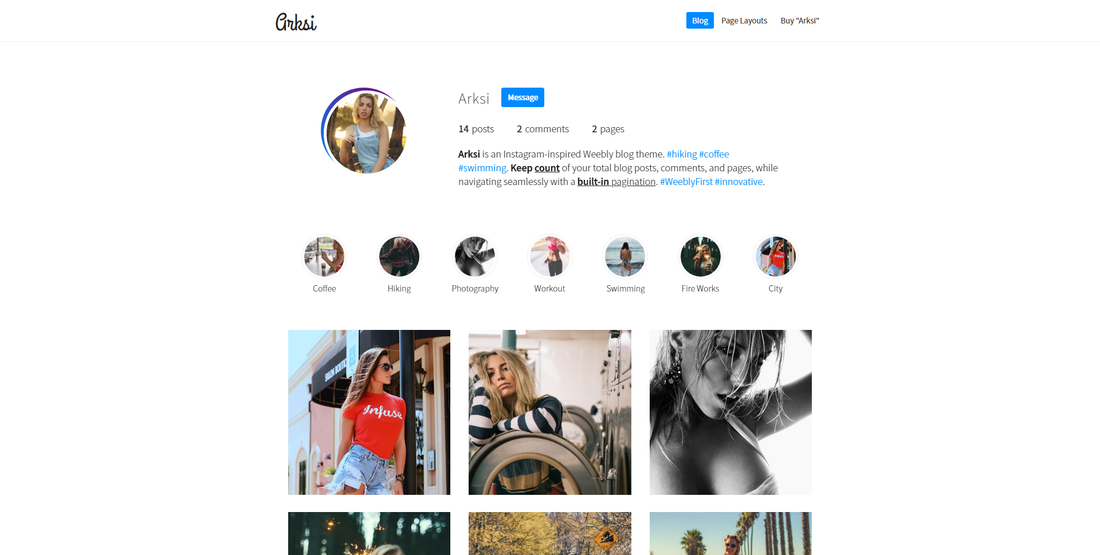 Arksi
Blog
Page Layouts
Buy "Arksi"
Arksi
Message
14 posts
2 comments
2 pages
Arksi is an Instagram-inspired Weebly blog theme. #hiking #coffee
#swimming. Keep count of your total blog posts, comments, and pages, while
navigating seamlessly with a built-in pagination. #WeeblyFirst #innovative.
Coffee
Hiking
Photography
Workout
Swimming
Fire Works
City
Infuse